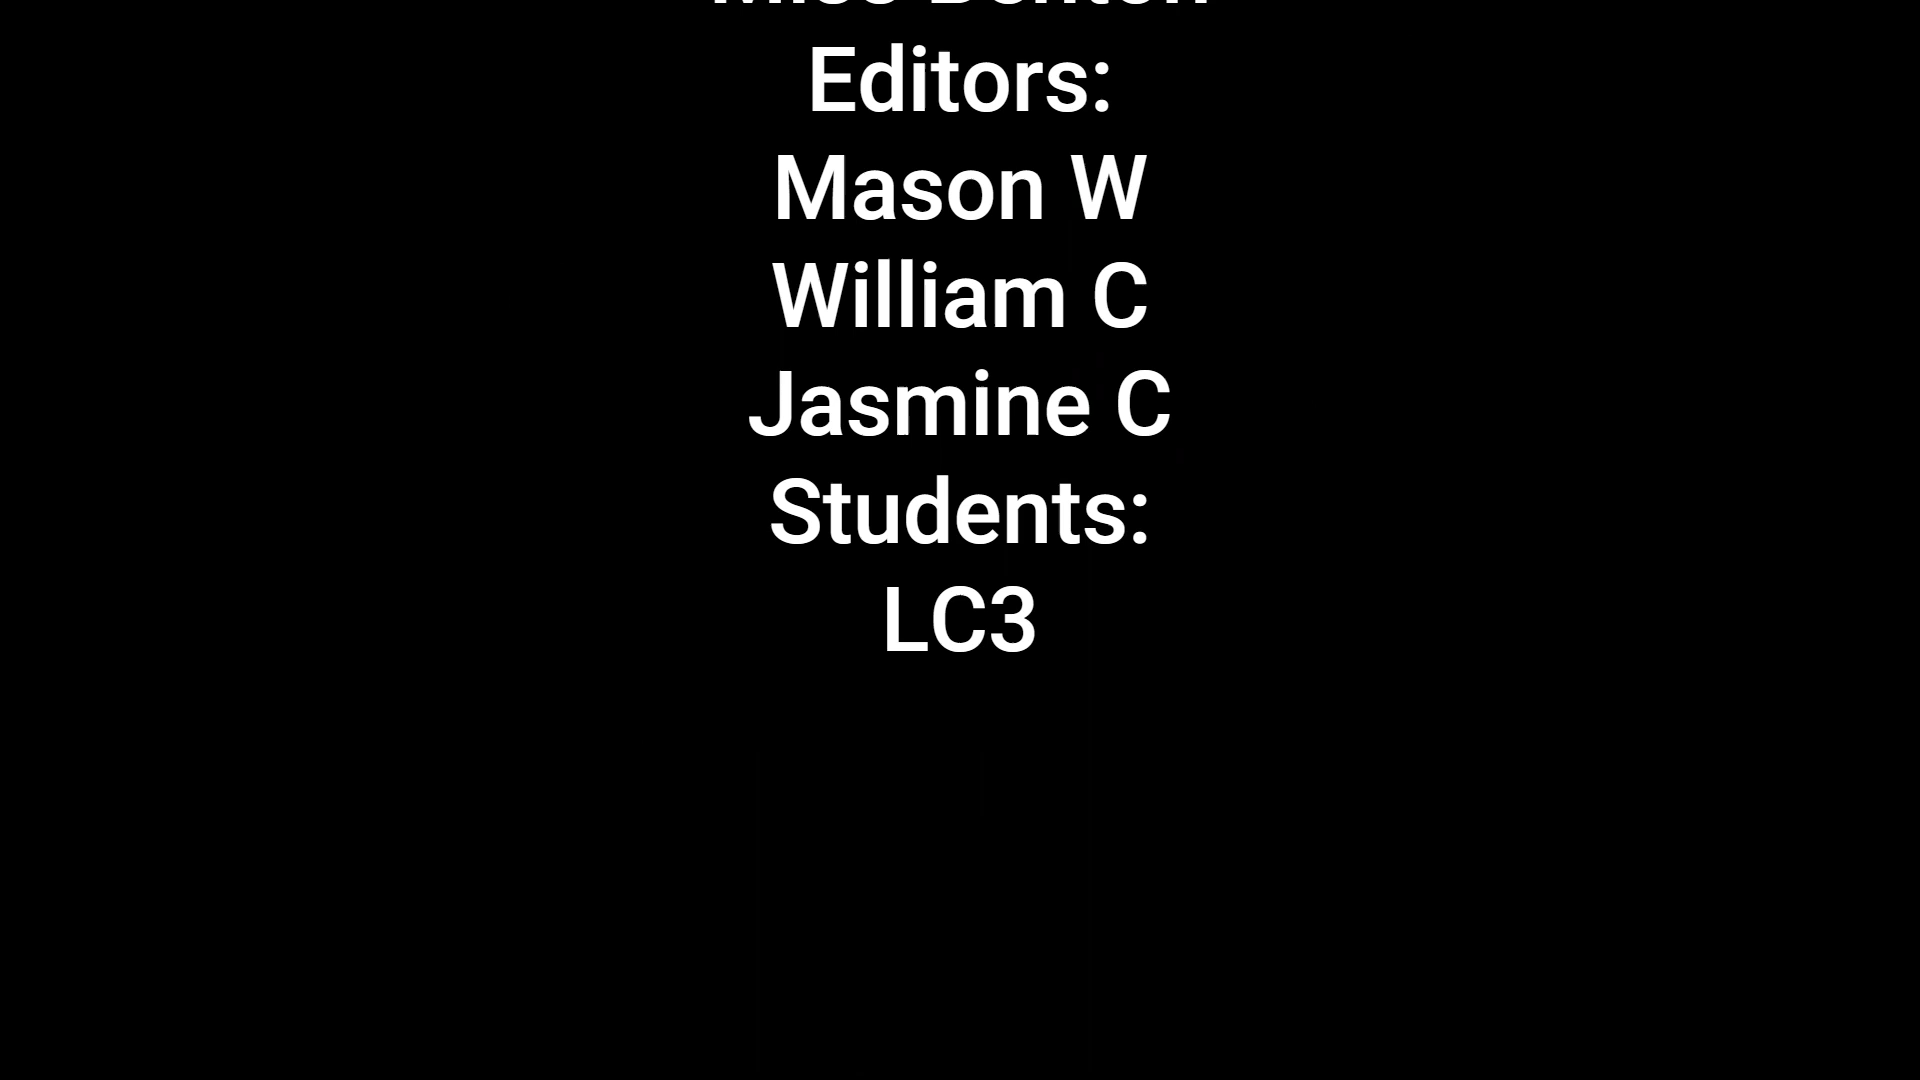 Editors:
Mason W
William C
Jasmine C
Students:
LC3